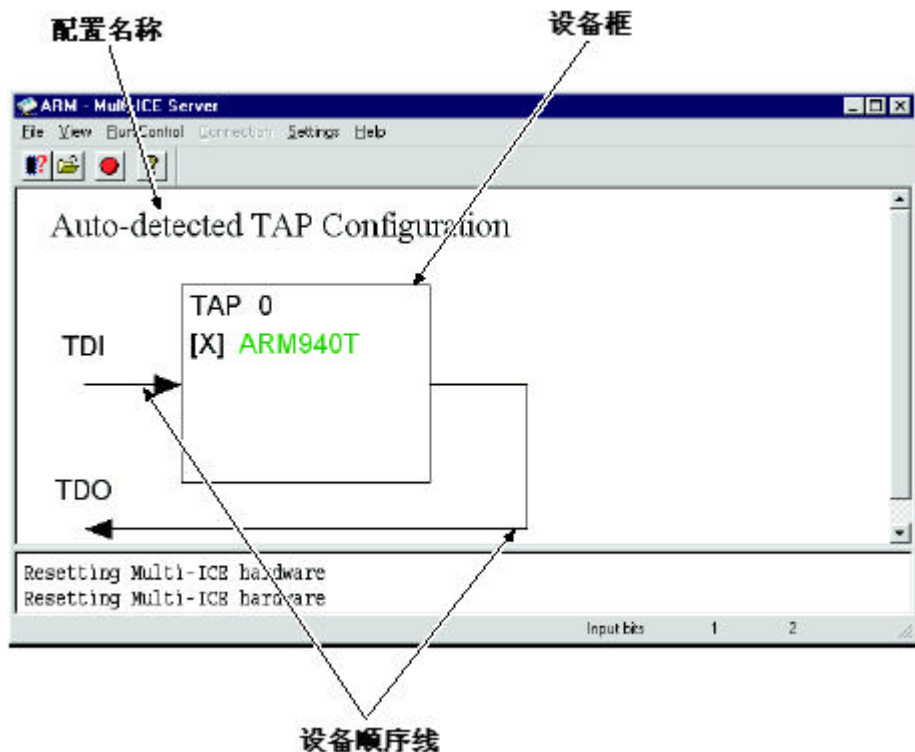 配置名称
设备框
ARM - Multi-ICE Server
File View Run Control Connection Settings Help
Auto-detected TAP Configuration
TAP 0
[X] ARM940T
TDI
TDO
Resetting Multi-ICE hardware
Resetting Multi-ICE hardware
Input bits 1 2
设备顺序线